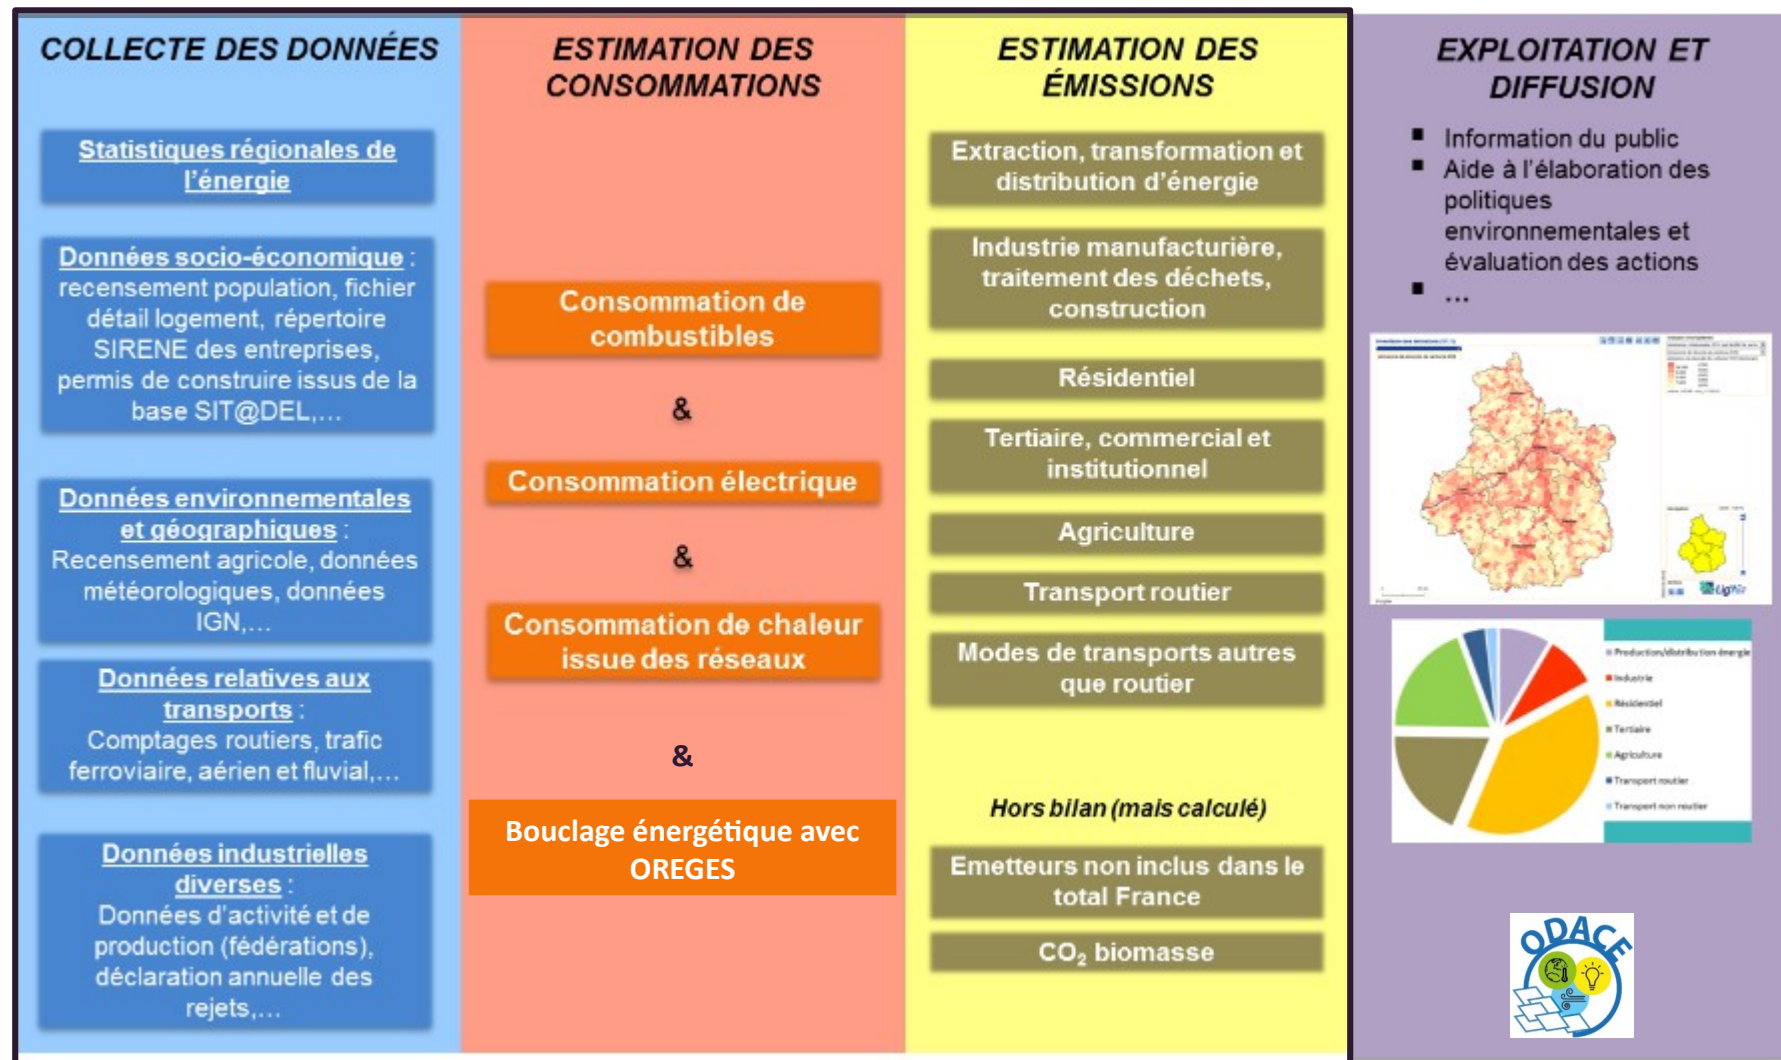 COLLECTE DES DONNÉES
Statistiques régionales de
l'énergie
Données socio-économique :
recensement population, fichier
détail logement, répertoire
SIRENE des entreprises,
permis de construire issus de la
base SIT@DEL,…
Données environnementales
et géographiques :
Recensement agricole, données
météorologiques, données
IGN,…
Données relatives aux
transports :
Comptages routiers, trafic
ferroviaire, aérien et fluvial,…
Données industrielles
diverses :
Données d'activité et de
production (fédérations),
déclaration annuelle des
rejets,…
ESTIMATION DES
CONSOMMATIONS
Consommation de
combustibles
&
Consommation électrique
&
Consommation de chaleur
issue des réseaux
&
Bouclage énergétique avec
OREGES
ESTIMATION DES
ÉMISSIONS
Extraction, transformation et
distribution d'énergie
Industrie manufacturière,
traitement des déchets,
construction
Résidentiel
Tertiaire, commercial et
institutionnel
Agriculture
Transport routier
Modes de transports autres
que routier
Hors bilan (mais calculé)
Emetteurs non inclus dans le
total France
CO₂ biomasse
EXPLOITATION ET
DIFFUSION
■ Information du public
■ Aide à l'élaboration des
politiques
environnementales et
évaluation des actions
■ …
Lig'Air
Production/distribution énergie
Industrie
Résidentiel
Tertiaire
Agriculture
Transport routier
Transport non routier
ODACE